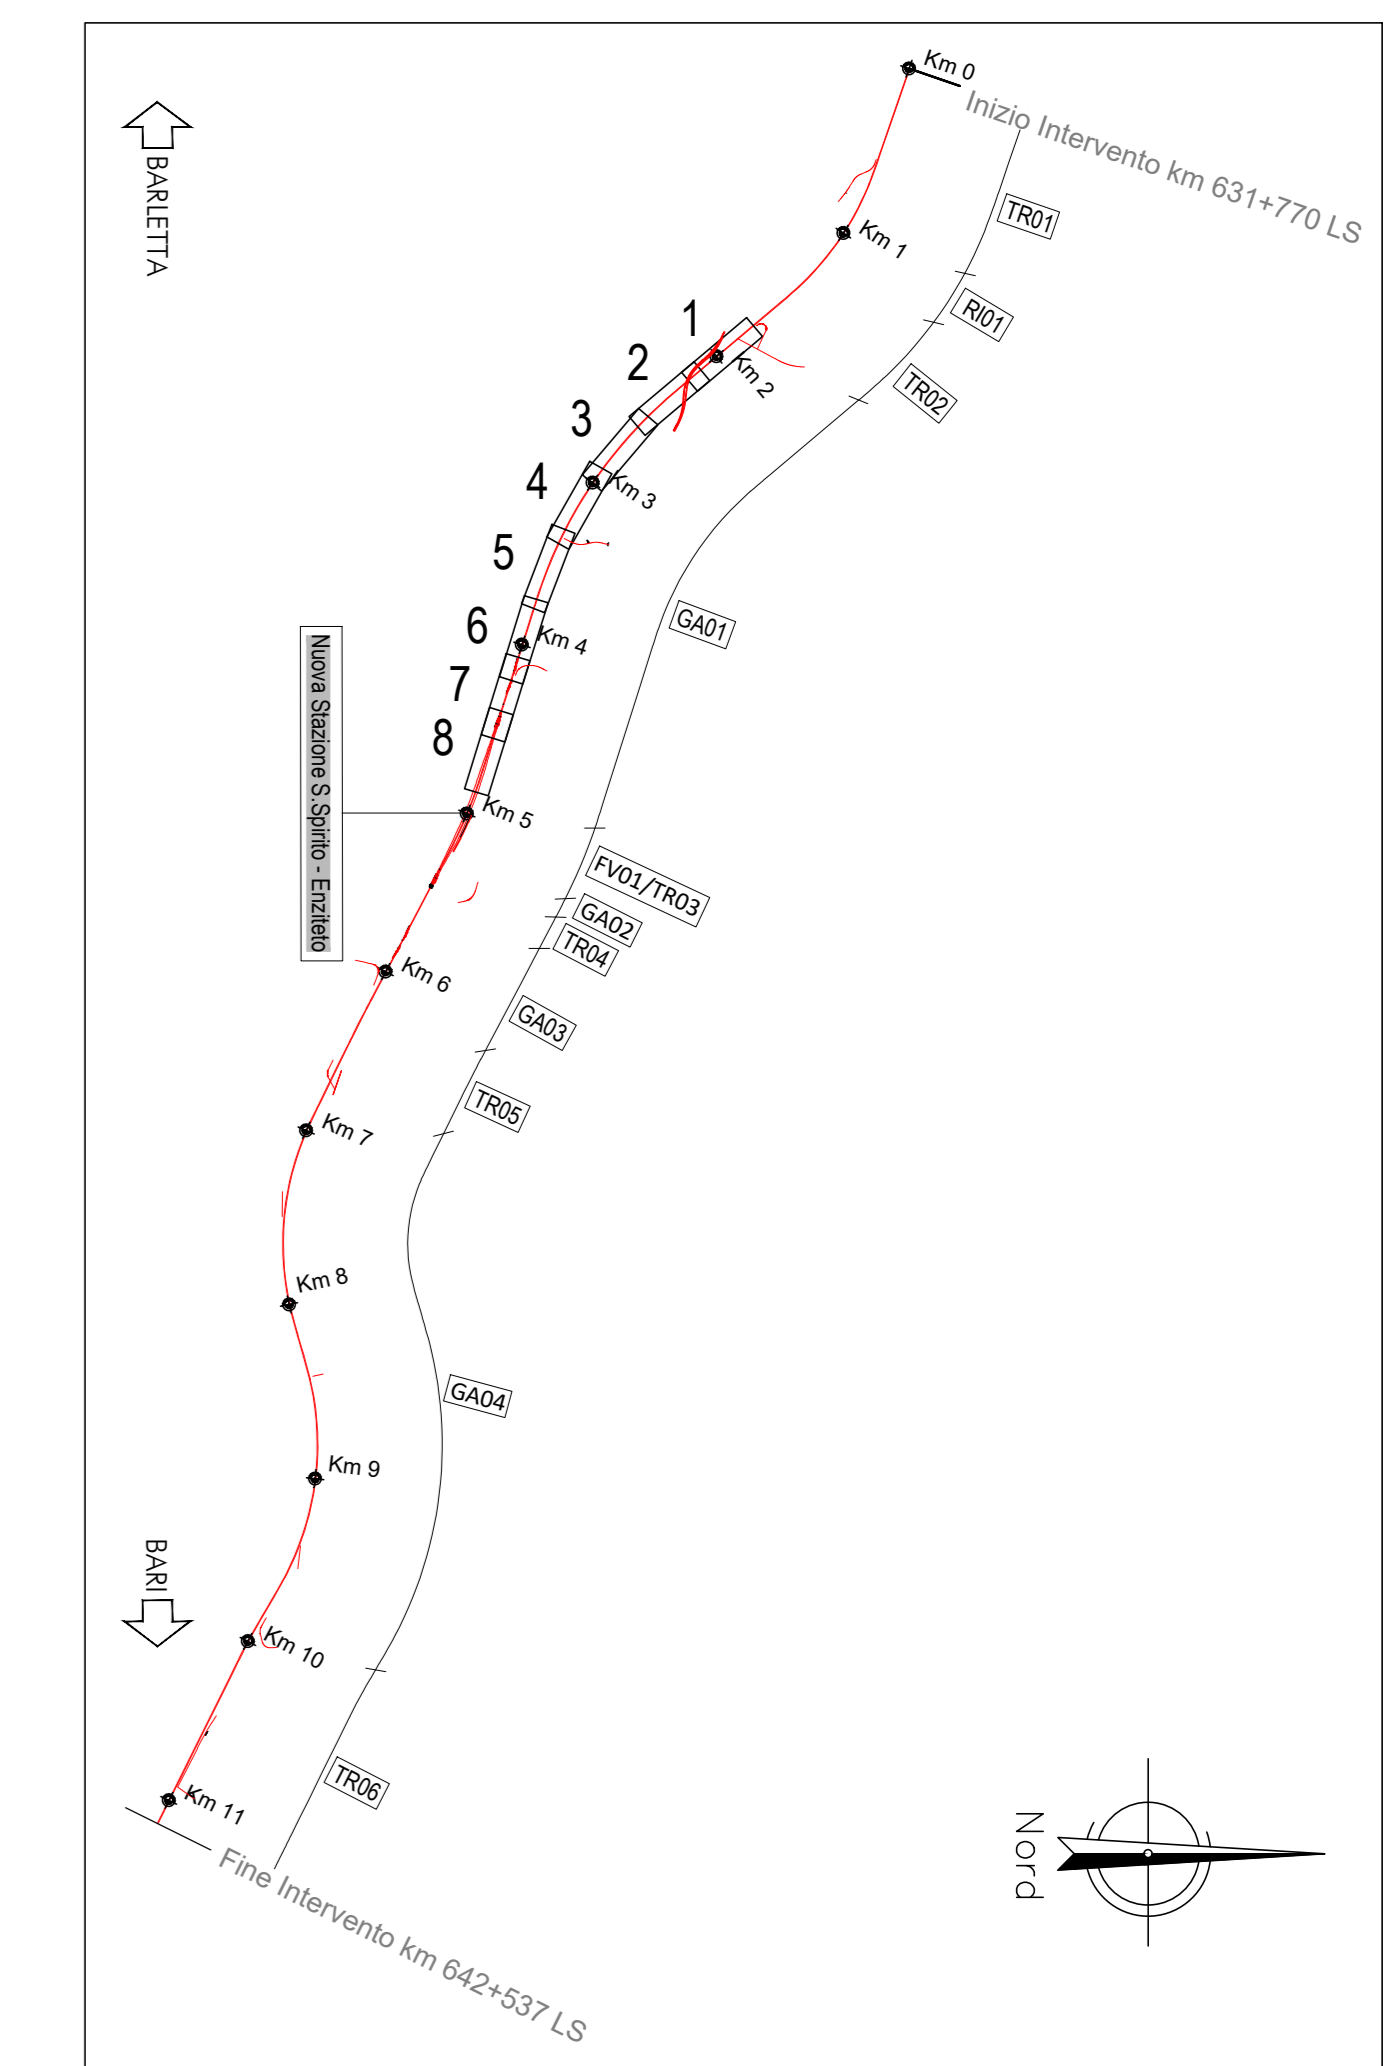 Km 0
Inizio Intervento km 631+770 LS
BARLETTA
TR01
Km 1
RI01
1
Km 2
2
TR02
3
4
Km 3
5
GA01
6
Km 4
7
8
Nuova Stazione S.Spirito - Enziteto
Km 5
FV01/TR03
GA02
TR04
Km 6
GA03
TR05
Km 7
Km 8
GA04
Km 9
BARI
Km 10
TR06
Km 11
Fine Intervento km 642+537 LS
Nord